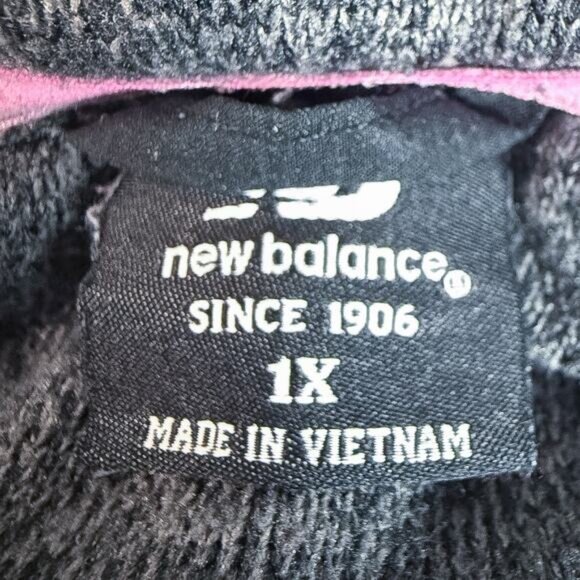 new balance
SINCE 1906
1X
MADE IN VIETNAM